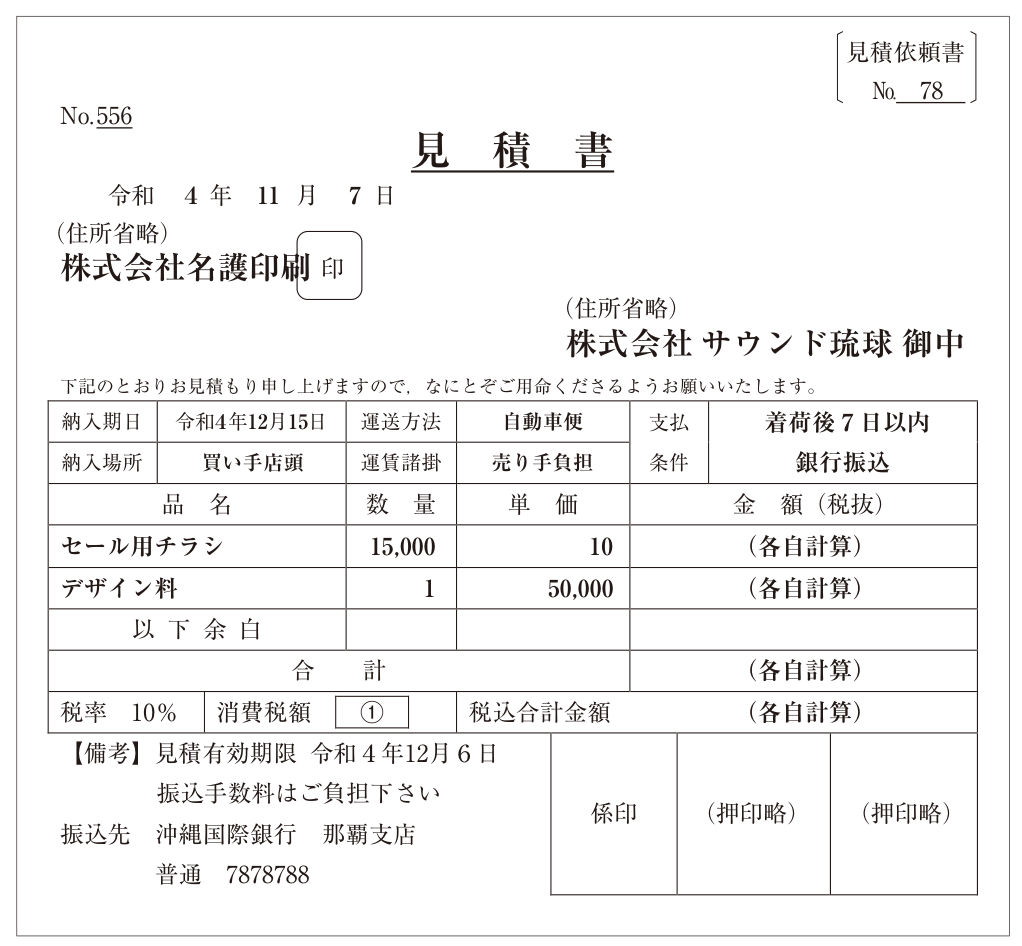 見積依頼書
No. 78
No.556
見 積 書
令和 4 年 11 月 7 日
（住所省略）
株式会社名護印刷 印
（住所省略）
株式会社 サウンド琉球 御中
下記のとおりお見積もり申し上げますので，なにとぞご用命くださるようお願いいたします。
納入期日 令和4年12月15日 運送方法 自動車便 支払 着荷後７日以内
納入場所 買い手店頭 運賃諸掛 売り手負担 条件 銀行振込
品 名 数 量 単 価 金 額（税抜）
セール用チラシ 15,000 10 （各自計算）
デザイン料 1 50,000 （各自計算）
以 下 余 白
合 計 （各自計算）
税率 10% 消費税額 ① 税込合計金額 （各自計算）
【備考】見積有効期限 令和４年12月６日
振込手数料はご負担下さい
係印 （押印略） （押印略）
振込先 沖縄国際銀行 那覇支店
普通 7878788